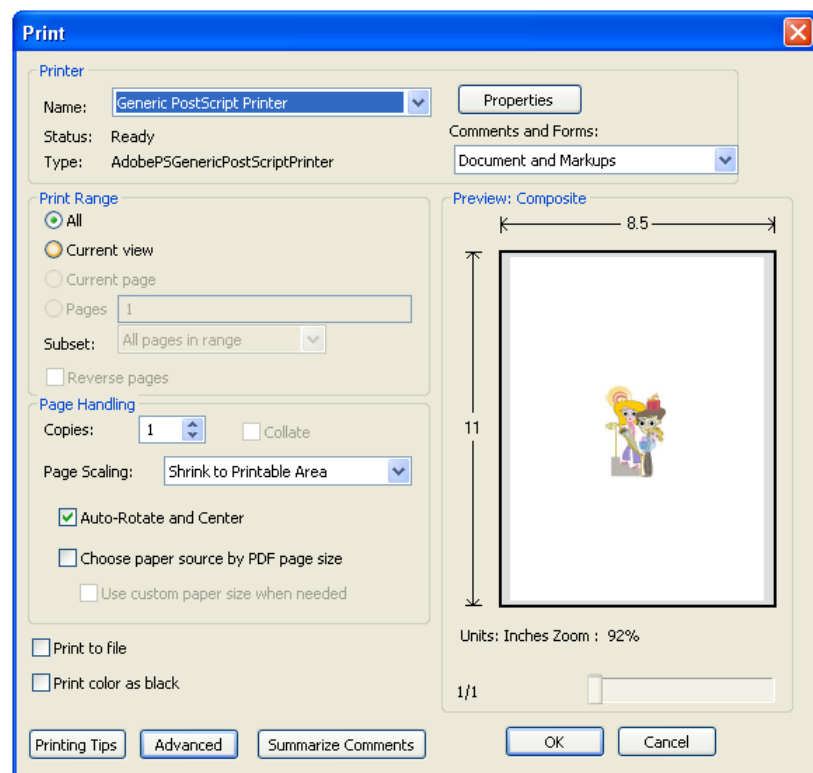 Print
Printer
Name: Generic PostScript Printer
Properties
Status: Ready
Comments and Forms:
Type: AdobePSGenericPostScriptPrinter
Document and Markups
Print Range
All
Current view
Current page
Pages 1
Subset: All pages in range
Reverse pages
Page Handling
Copies: 1 Collate
Page Scaling: Shrink to Printable Area
Auto-Rotate and Center
Choose paper source by PDF page size
Use custom paper size when needed
Print to file
Print color as black
Preview: Composite
8.5
11
Units: Inches Zoom : 92%
1/1
Printing Tips Advanced Summarize Comments OK Cancel